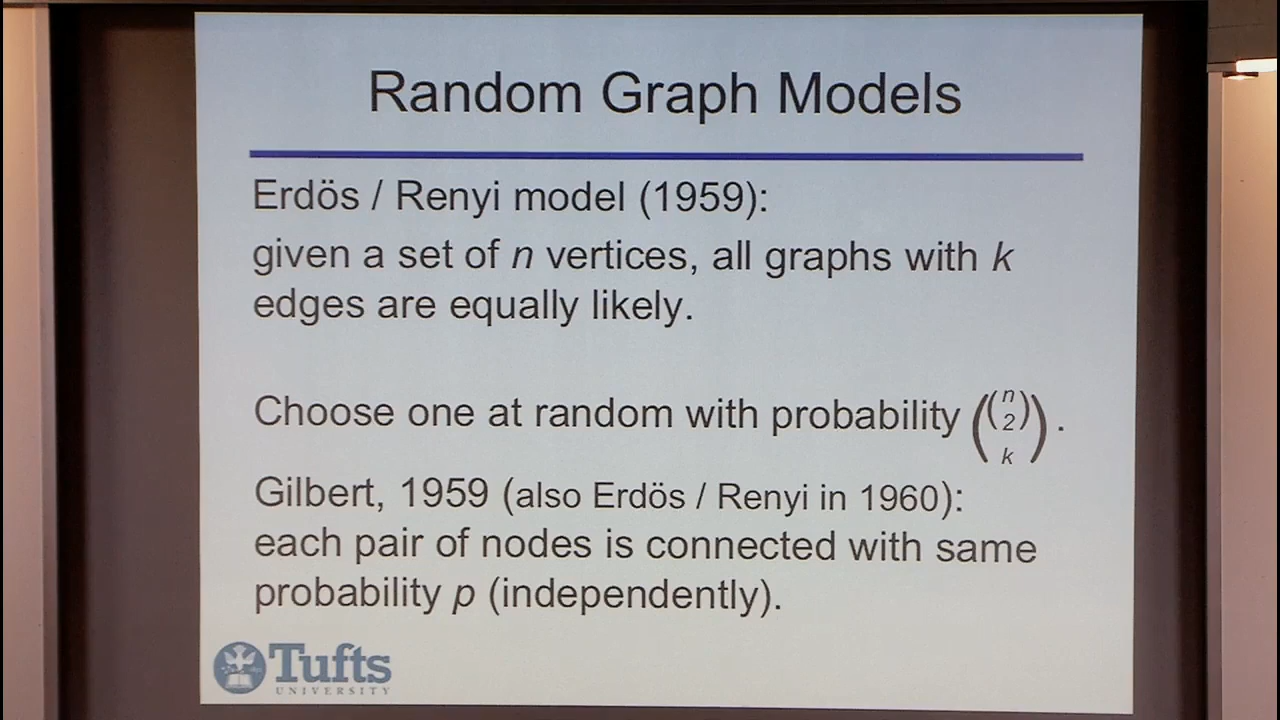 Random Graph Models
Erdös / Renyi model (1959):
given a set of n vertices, all graphs with k
edges are equally likely.
Choose one at random with probability ((n 2) k).
Gilbert, 1959 (also Erdös / Renyi in 1960):
each pair of nodes is connected with same
probability p (independently).
Tufts
UNIVERSITY